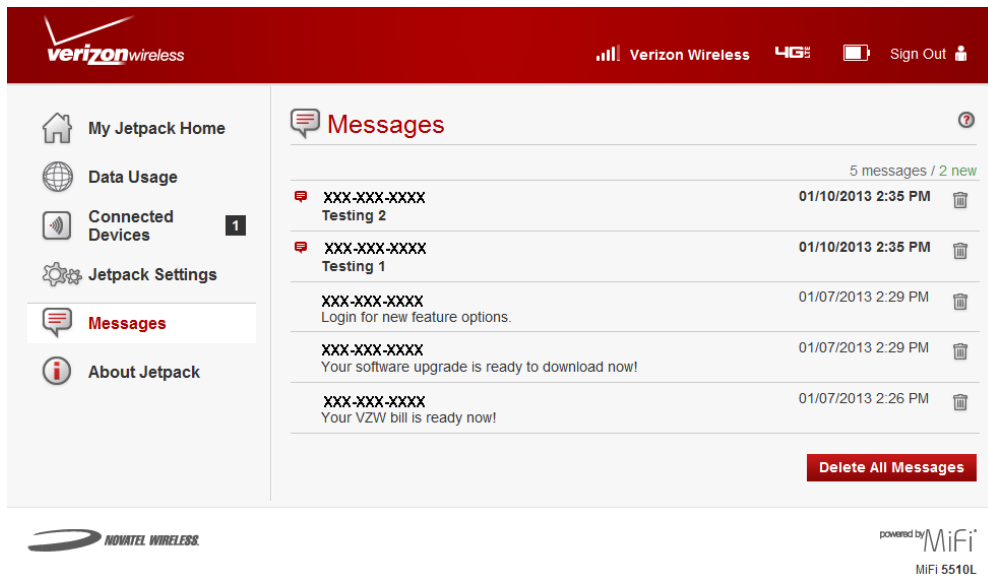 verizonwireless
Verizon Wireless 4G LTE Sign Out
My Jetpack Home
Data Usage
Connected Devices 1
Jetpack Settings
Messages
About Jetpack
Messages ?
5 messages / 2 new
XXX-XXX-XXXX 01/10/2013 2:35 PM
Testing 2
XXX-XXX-XXXX 01/10/2013 2:35 PM
Testing 1
XXX-XXX-XXXX 01/07/2013 2:29 PM
Login for new feature options.
XXX-XXX-XXXX 01/07/2013 2:29 PM
Your software upgrade is ready to download now!
XXX-XXX-XXXX 01/07/2013 2:26 PM
Your VZW bill is ready now!
Delete All Messages
NOVATEL WIRELESS.
powered by MiFi
MiFi 5510L